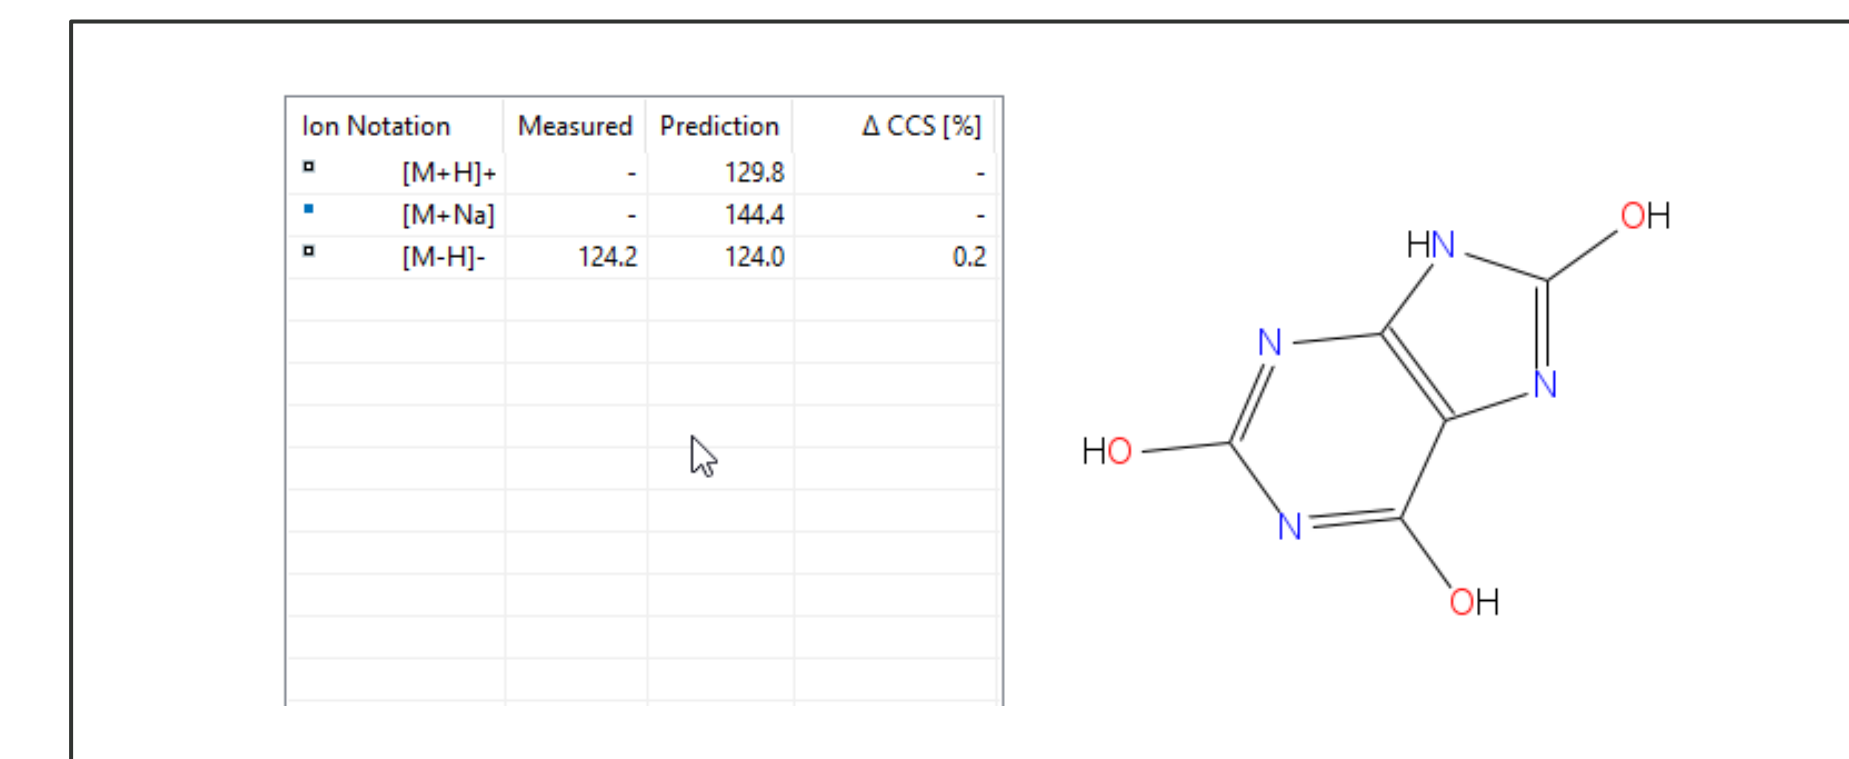 Ion Notation Measured Prediction Δ CCS [%]
[M+H]+ - 129.8 -
[M+Na] - 144.4 -
[M-H]- 124.2 124.0 0.2
OH
HN
N
N
HO
N
OH